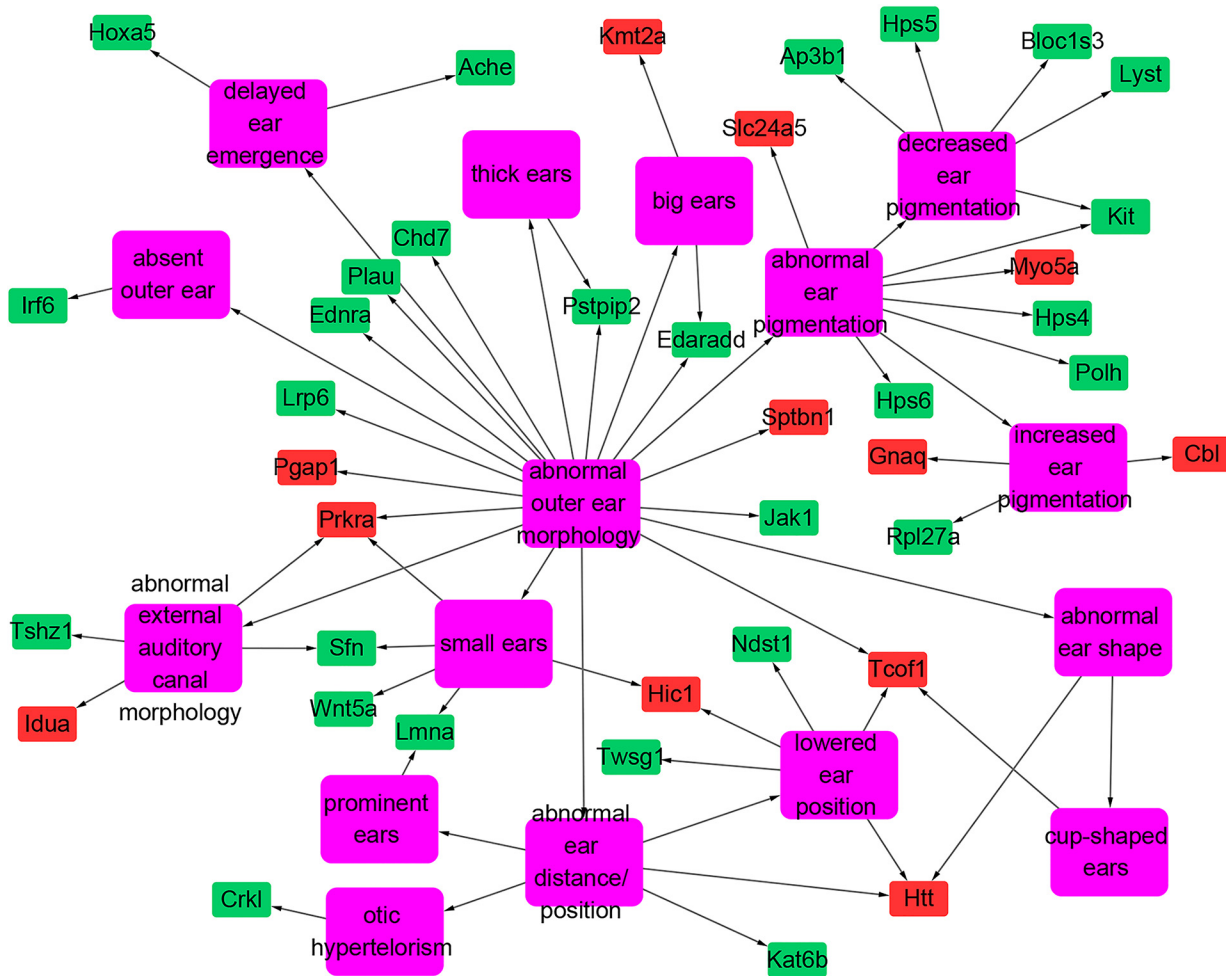 Hoxa5
Ache
delayed
ear
emergence
Kmt2a
Hps5
Ap3b1
Bloc1s3
Lyst
Slc24a5
decreased
ear
pigmentation
thick ears
big ears
Kit
absent
outer ear
Irf6
Chd7
Plau
Ednra
Pstpip2
Edaradd
abnormal
ear
pigmentation
Myo5a
Hps4
Polh
Hps6
Lrp6
Sptbn1
Pgap1
Prkra
abnormal
outer ear
morphology
Jak1
increased
ear
pigmentation
Gnaq
Cbl
Rpl27a
abnormal
external
auditory
canal
morphology
Tshz1
Idua
Sfn
small ears
Wnt5a
Lmna
Hic1
Ndst1
Tcof1
abnormal
ear shape
Twsg1
lowered
ear
position
prominent
ears
abnormal
ear
distance/
position
cup-shaped
ears
Crkl
otic
hypertelorism
Htt
Kat6b